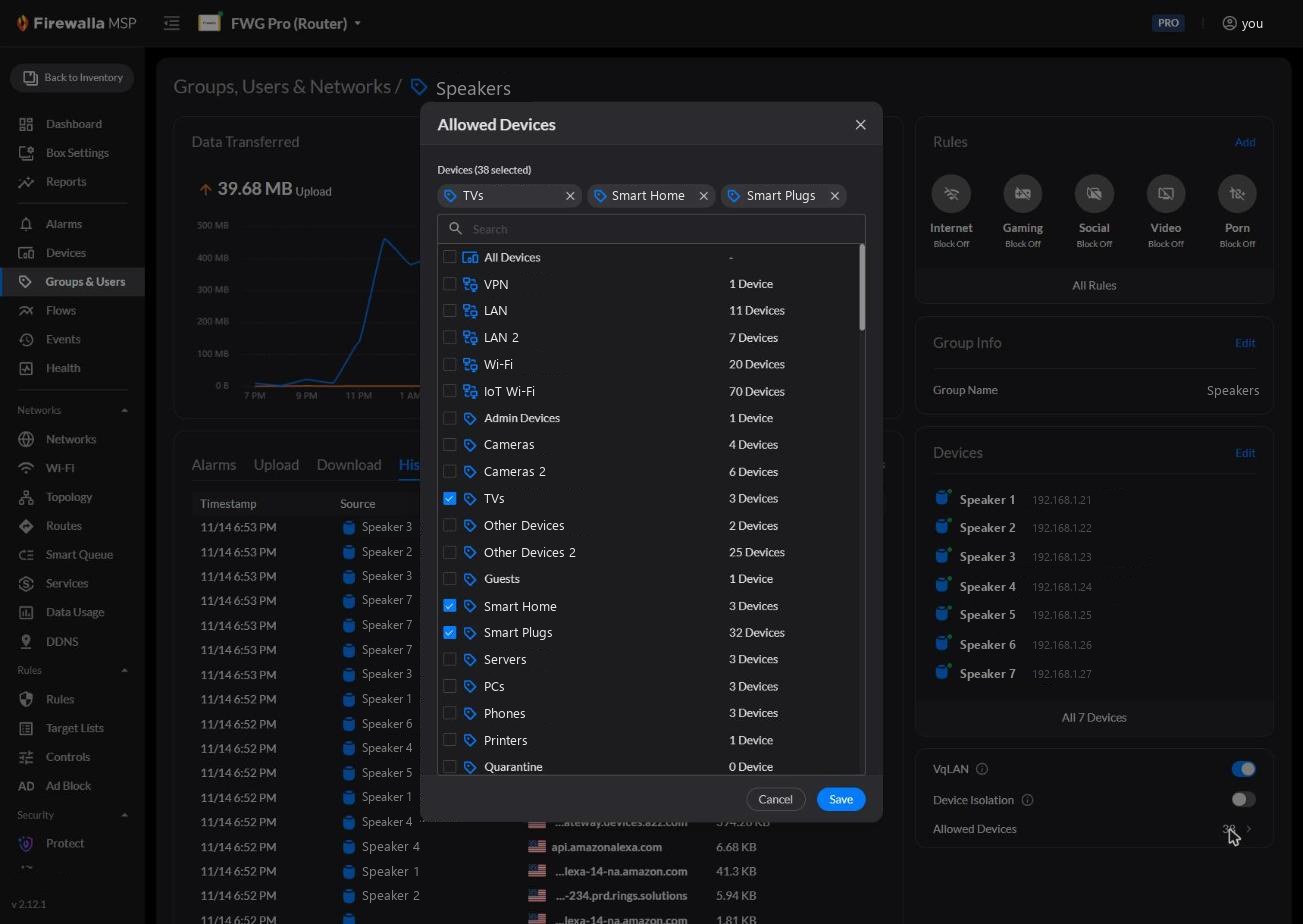 Firewalla MSP
FWG Pro (Router)
PRO
you
Back to Inventory
Dashboard
Box Settings
Reports
Alarms
Devices
Groups & Users
Flows
Events
Health
Networks
Networks
Wi-Fi
Topology
Routes
Smart Queue
Services
Data Usage
DDNS
Rules
Rules
Target Lists
Controls
AD Ad Block
Security
Protect
v 2.12.1
Groups, Users & Networks / Speakers
Data Transferred
39.68 MB Upload
500 MB
400 MB
300 MB
200 MB
100 MB
0 B
7 PM 9 PM 11 PM 1 AM
Alarms Upload Download His
Timestamp Source
11/14 6:53 PM Speaker 3
11/14 6:53 PM Speaker 2
11/14 6:53 PM Speaker 3
11/14 6:53 PM Speaker 7
11/14 6:53 PM Speaker 7
11/14 6:53 PM Speaker 7
11/14 6:53 PM Speaker 3
11/14 6:52 PM Speaker 1
11/14 6:52 PM Speaker 6
11/14 6:52 PM Speaker 4
11/14 6:52 PM Speaker 5
11/14 6:52 PM Speaker 1
11/14 6:52 PM Speaker 4
11/14 6:52 PM Speaker 4 api.amazonalexa.com 6.68 KB
11/14 6:52 PM Speaker 1 ...lexa-14-na.amazon.com 41.3 KB
11/14 6:52 PM Speaker 2 ...-234.prd.rings.solutions 5.94 KB
11/14 6:52 PM ...lexa-14-na.amazon.com 1.81 KB
Allowed Devices
Devices (38 selected)
TVs Smart Home Smart Plugs
Search
All Devices -
VPN 1 Device
LAN 11 Devices
LAN 2 7 Devices
Wi-Fi 20 Devices
IoT Wi-Fi 70 Devices
Admin Devices 1 Device
Cameras 4 Devices
Cameras 2 6 Devices
TVs 3 Devices
Other Devices 2 Devices
Other Devices 2 25 Devices
Guests 1 Device
Smart Home 3 Devices
Smart Plugs 32 Devices
Servers 3 Devices
PCs 3 Devices
Phones 3 Devices
Printers 1 Device
Quarantine 0 Device
Cancel Save
Rules Add
Internet Gaming Social Video Porn
Block Off Block Off Block Off Block Off Block Off
All Rules
Group Info Edit
Group Name Speakers
Devices Edit
Speaker 1 192.168.1.21
Speaker 2 192.168.1.22
Speaker 3 192.168.1.23
Speaker 4 192.168.1.24
Speaker 5 192.168.1.25
Speaker 6 192.168.1.26
Speaker 7 192.168.1.27
All 7 Devices
VqLAN
Device Isolation
Allowed Devices